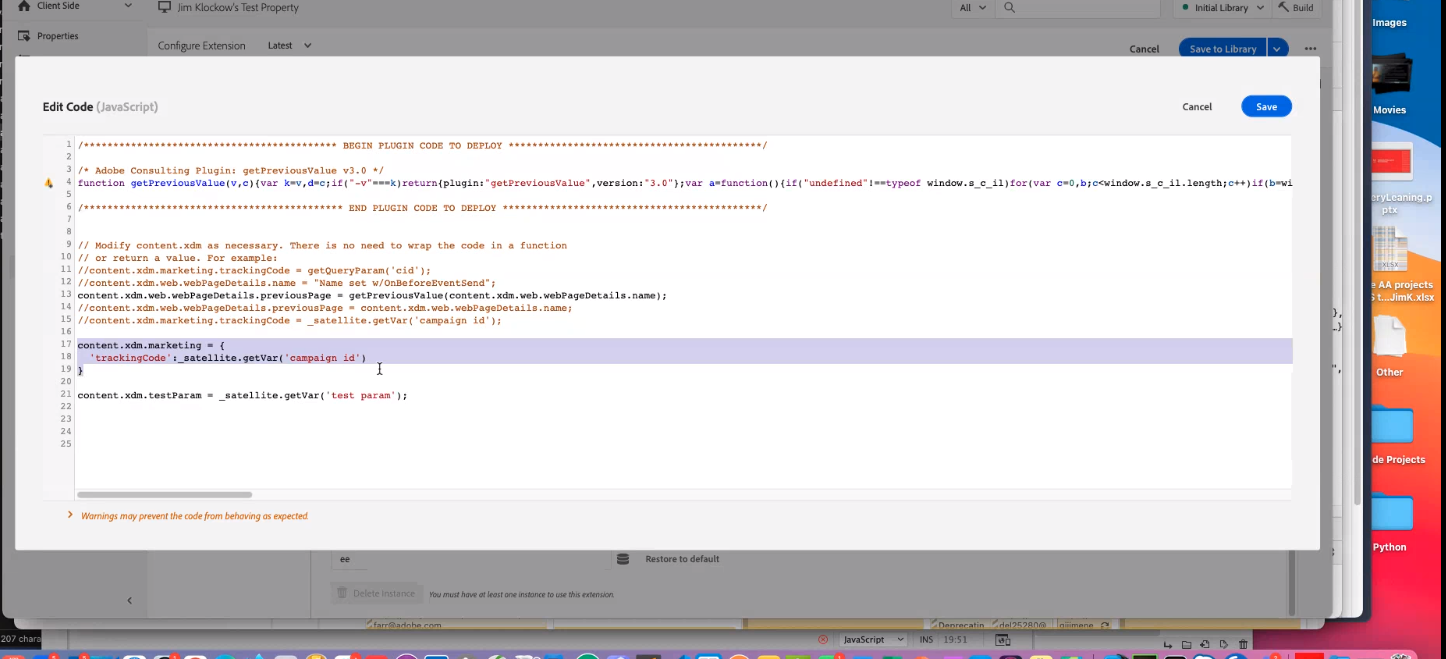 Client Side
Jim Klockow's Test Property
All
Initial Library
Build
Properties
Configure Extension
Latest
Cancel
Save to Library
Edit Code (JavaScript)
Cancel
Save
1 /****************************************** BEGIN PLUGIN CODE TO DEPLOY ******************************************/
2
3 /* Adobe Consulting Plugin: getPreviousValue v3.0 */
4 function getPreviousValue(v,c){var k=v,d=c;if("-v"===k)return{plugin:"getPreviousValue",version:"3.0"};var a=function(){if("undefined"!==typeof window.s_c_il)for(var c=0,b;c<window.s_c_il.length;c++)if(b=wi
5
6 /******************************************* END PLUGIN CODE TO DEPLOY *******************************************/
7
8
9 // Modify content.xdm as necessary. There is no need to wrap the code in a function
10 // or return a value. For example:
11 //content.xdm.marketing.trackingCode = getQueryParam('cid');
12 //content.xdm.web.webPageDetails.name = "Name set w/OnBeforeEventSend";
13 content.xdm.web.webPageDetails.previousPage = getPreviousValue(content.xdm.web.webPageDetails.name);
14 //content.xdm.web.webPageDetails.previousPage = content.xdm.web.webPageDetails.name;
15 //content.xdm.marketing.trackingCode = _satellite.getVar('campaign id');
16
17 content.xdm.marketing = {
18 'trackingCode':_satellite.getVar('campaign id')
19 }
20
21 content.xdm.testParam = _satellite.getVar('test param');
22
23
24
25
Warnings may prevent the code from behaving as expected.
ee
Restore to default
Delete Instance
You must have at least one instance to use this extension.
farr@adobe.com
Deprecatin
del25280@
207 chara
JavaScript
INS
19:51
Images
Movies
eryLeaning.p
ptx
XLSX
e AA projects
S t...JimK.xlsx
Other
de Projects
Python